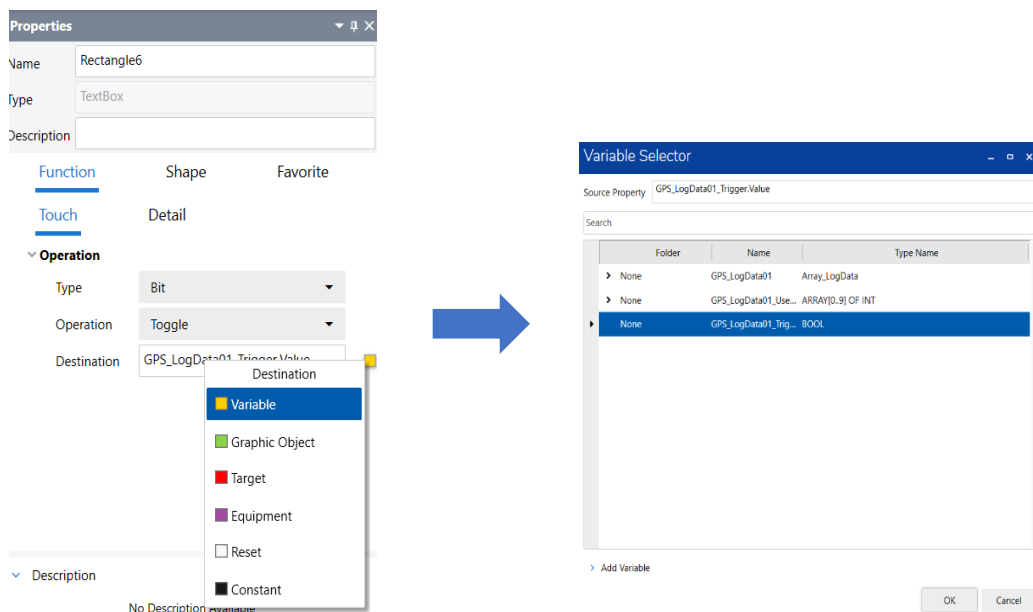 Properties
Name Rectangle6
Type TextBox
Description
Function Shape Favorite
Touch Detail
Operation
Type Bit
Operation Toggle
Destination GPS_LogData01_Trigger.Value
Destination
Variable
Graphic Object
Target
Equipment
Reset
Constant
Description
No Description Available
Variable Selector
Source Property GPS_LogData01_Trigger.Value
Search
Folder Name Type Name
None GPS_LogData01 Array_LogData
None GPS_LogData01_Use... ARRAY[0..9] OF INT
None GPS_LogData01_Trig... BOOL
Add Variable
OK Cancel